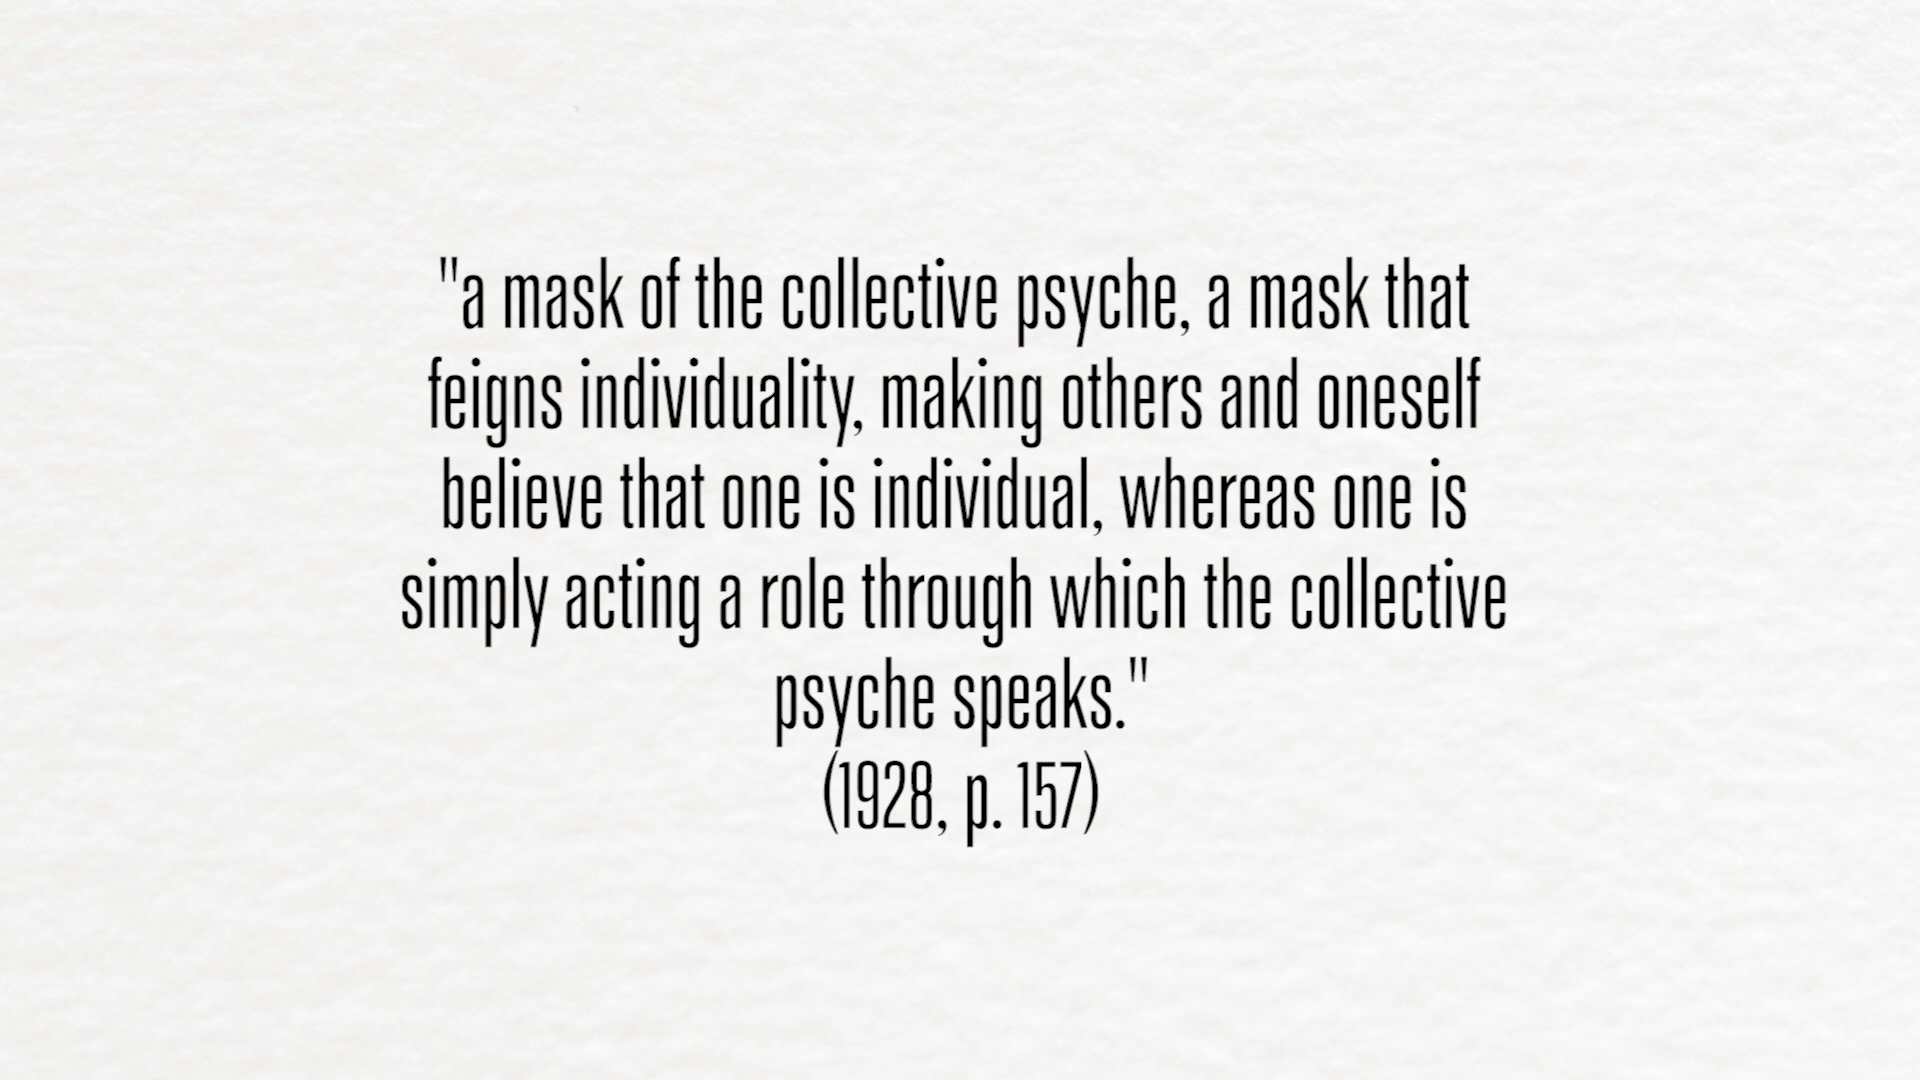 "a mask of the collective psyche, a mask that
feigns individuality, making others and oneself
believe that one is individual, whereas one is
simply acting a role through which the collective
psyche speaks."
(1928, p. 157)